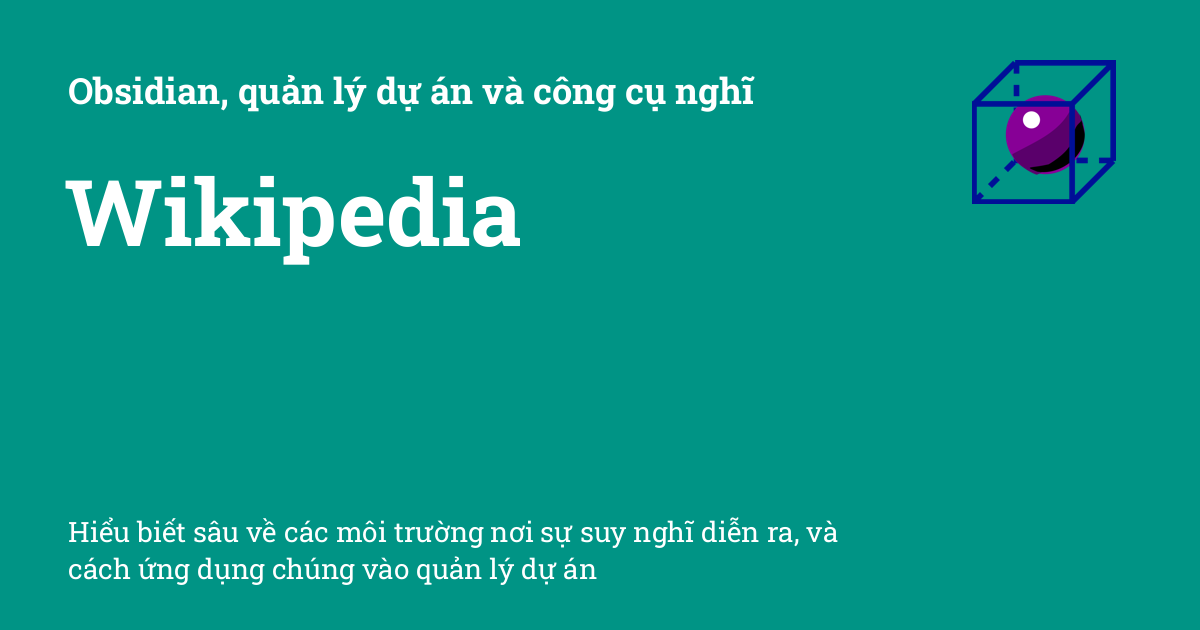 Obsidian, quản lý dự án và công cụ nghĩ
Wikipedia
Hiểu biết sâu về các môi trường nơi sự suy nghĩ diễn ra, và
cách ứng dụng chúng vào quản lý dự án